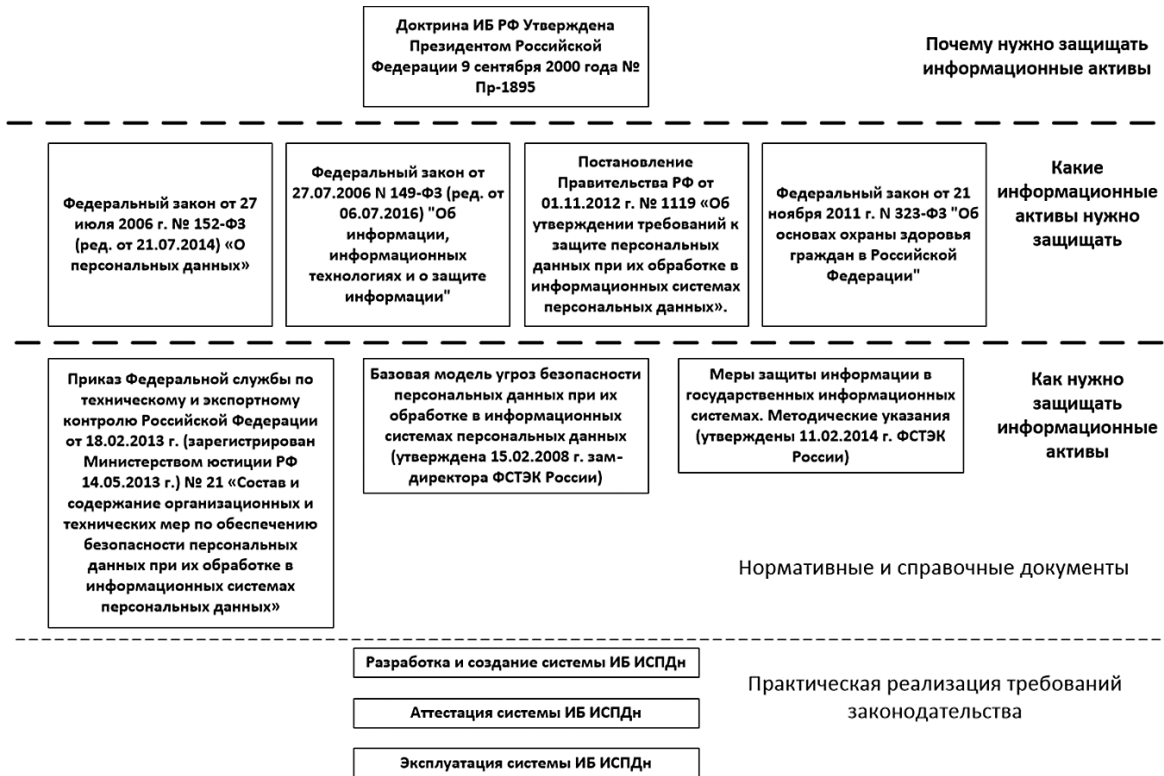 Доктрина ИБ РФ Утверждена
Президентом Российской
Федерации 9 сентября 2000 года №
Пр-1895
Почему нужно защищать
информационные активы
Федеральный закон от 27
июля 2006 г. № 152-ФЗ
(ред. от 21.07.2014) «О
персональных данных»
Федеральный закон от
27.07.2006 N 149-ФЗ (ред. от
06.07.2016) "Об
информации,
информационных
технологиях и о защите
информации"
Постановление
Правительства РФ от
01.11.2012 г. № 1119 «Об
утверждении требований к
защите персональных
данных при их обработке в
информационных системах
персональных данных».
Федеральный закон от 21
ноября 2011 г. N 323-ФЗ "Об
основах охраны здоровья
граждан в Российской
Федерации"
Какие
информационные
активы нужно
защищать
Приказ Федеральной службы по
техническому и экспортному
контролю Российской Федерации
от 18.02.2013 г. (зарегистрирован
Министерством юстиции РФ
14.05.2013 г.) № 21 «Состав и
содержание организационных и
технических мер по обеспечению
безопасности персональных
данных при их обработке в
информационных системах
персональных данных»
Базовая модель угроз безопасности
персональных данных при их
обработке в информационных
системах персональных данных
(утверждена 15.02.2008 г. зам-
директора ФСТЭК России)
Меры защиты информации в
государственных информационных
системах. Методические указания
(утверждены 11.02.2014 г. ФСТЭК
России)
Как нужно
защищать
информационные
активы
Нормативные и справочные документы
Разработка и создание системы ИБ ИСПДн
Аттестация системы ИБ ИСПДн
Эксплуатация системы ИБ ИСПДн
Практическая реализация требований
законодательства